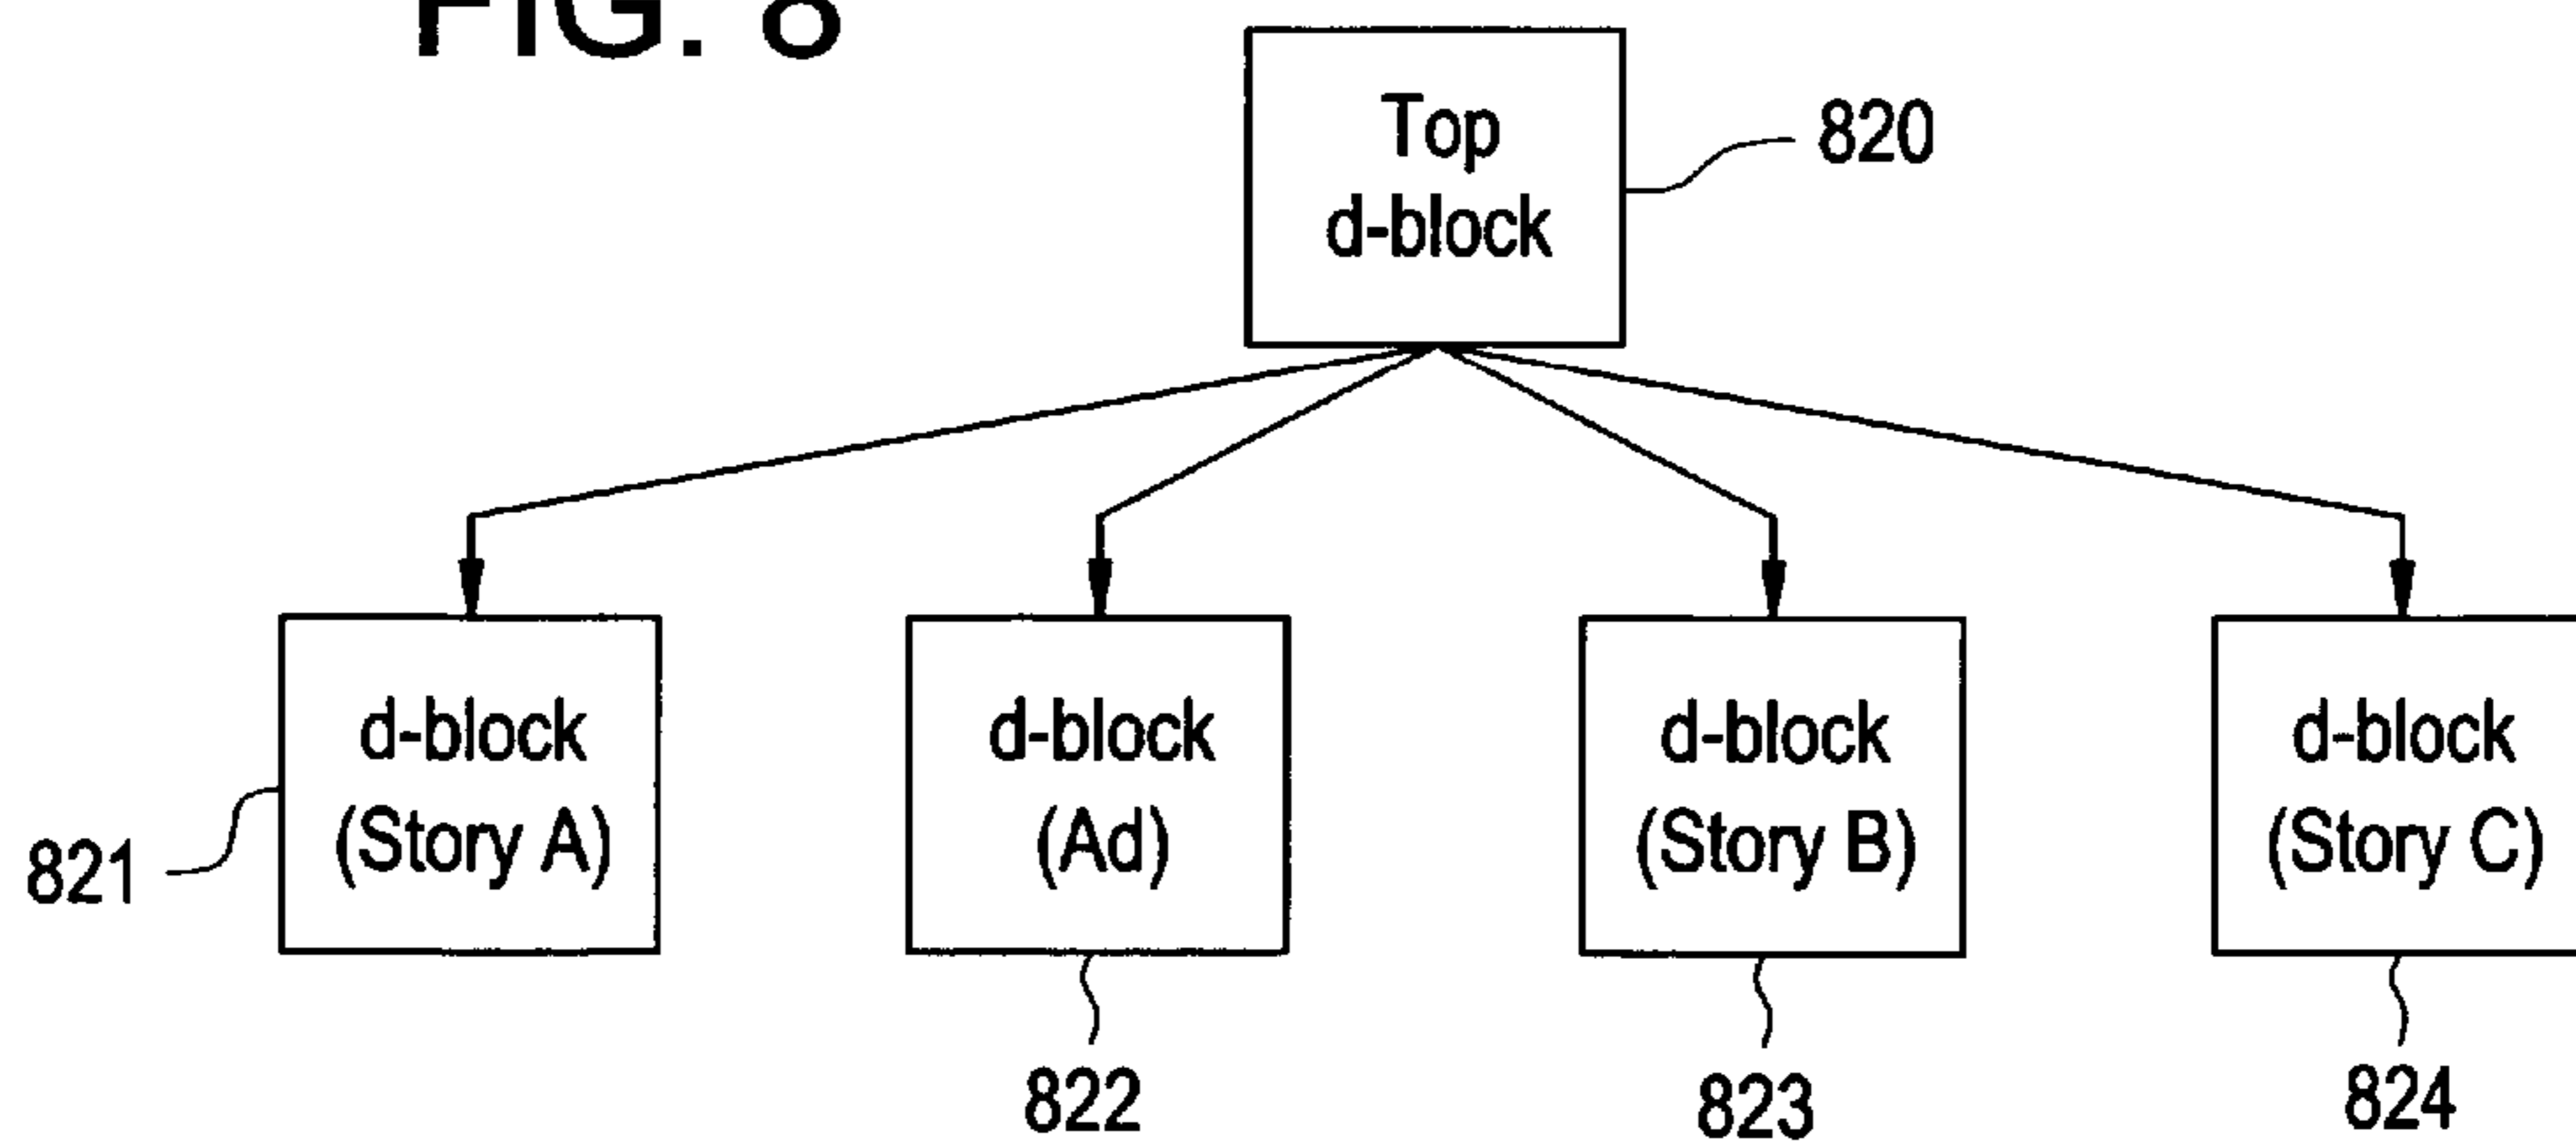 FIG. 8
Top
d-block
820
d-block
(Story A)
821
d-block
(Ad)
822
d-block
(Story B)
823
d-block
(Story C)
824